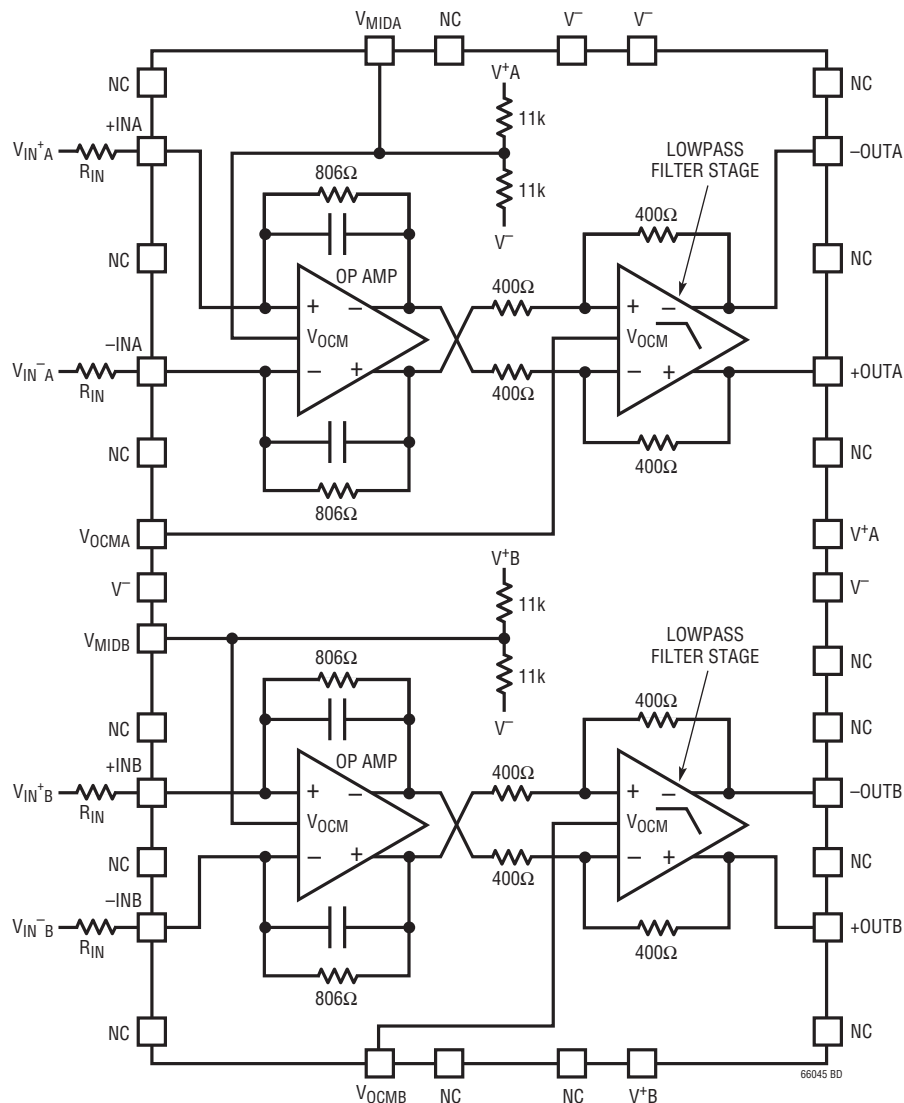 VMIDA NC V– V–
NC
V+A
NC
+INA
11k
–OUTA
VIN+A
RIN
LOWPASS
FILTER STAGE
806Ω
11k
400Ω
V–
NC
OP AMP
NC
400Ω
+ –
+ –
–INA
VOCM
VOCM
VIN–A
– +
– +
+OUTA
RIN
400Ω
NC
400Ω
NC
806Ω
VOCMA
V+A
V+B
V–
V–
11k
VMIDB
LOWPASS
FILTER STAGE
806Ω
11k
NC
400Ω
V–
NC
NC
OP AMP
+INB
400Ω
VIN+B
+ –
+ –
–OUTB
RIN
VOCM
VOCM
NC
– +
– +
NC
–INB
400Ω
VIN–B
+OUTB
RIN
400Ω
806Ω
NC
NC
66045 BD
VOCMB NC NC V+B